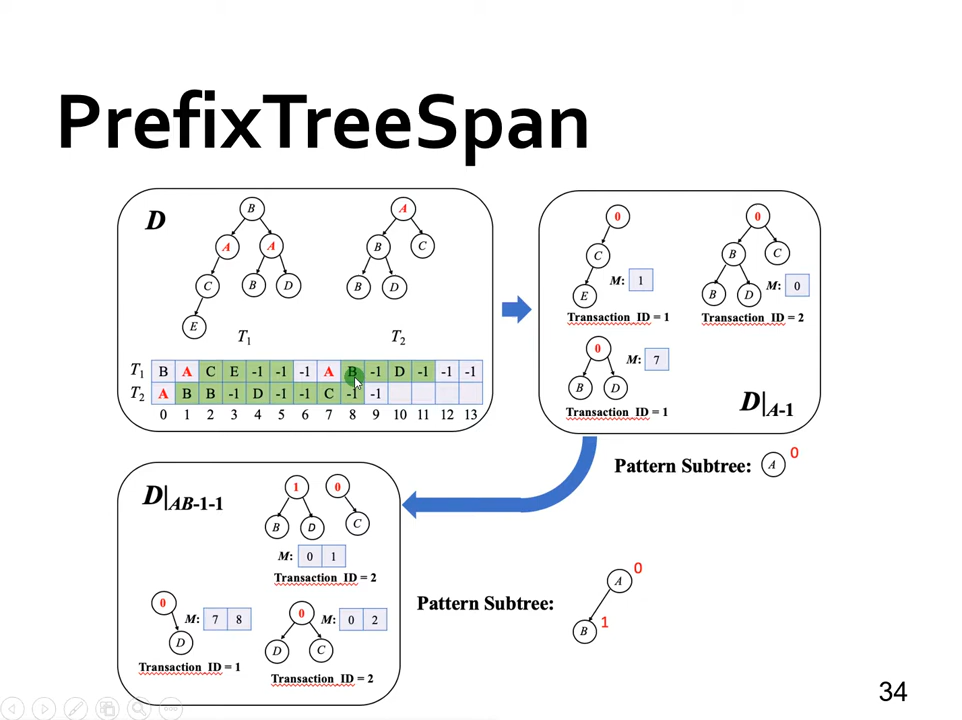 PrefixTreeSpan
D
B
A A
C B D
E
T1
A
B C
B D
T2
T1 B A C E -1 -1 -1 A B -1 D -1 -1 -1
T2 A B B -1 D -1 -1 C -1 -1
0 1 2 3 4 5 6 7 8 9 10 11 12 13
0
C
E
M: 1
Transaction_ID = 1
0
B C
B D
M: 0
Transaction_ID = 2
0
B D
M: 7
Transaction_ID = 1
D|A-1
Pattern Subtree: A 0
D|AB-1-1
1 0
B D C
M: 0 1
Transaction_ID = 2
0
D
M: 7 8
Transaction_ID = 1
0
D C
M: 0 2
Transaction_ID = 2
Pattern Subtree:
A 0
B 1
34